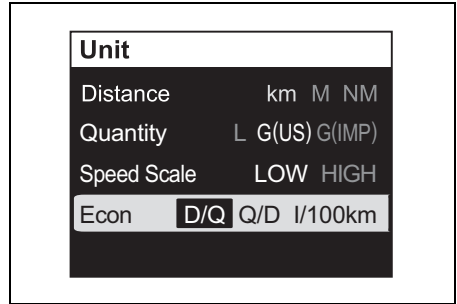 Unit
Distance km M NM
Quantity L G(US) G(IMP)
Speed Scale LOW HIGH
Econ D/Q Q/D l/100km